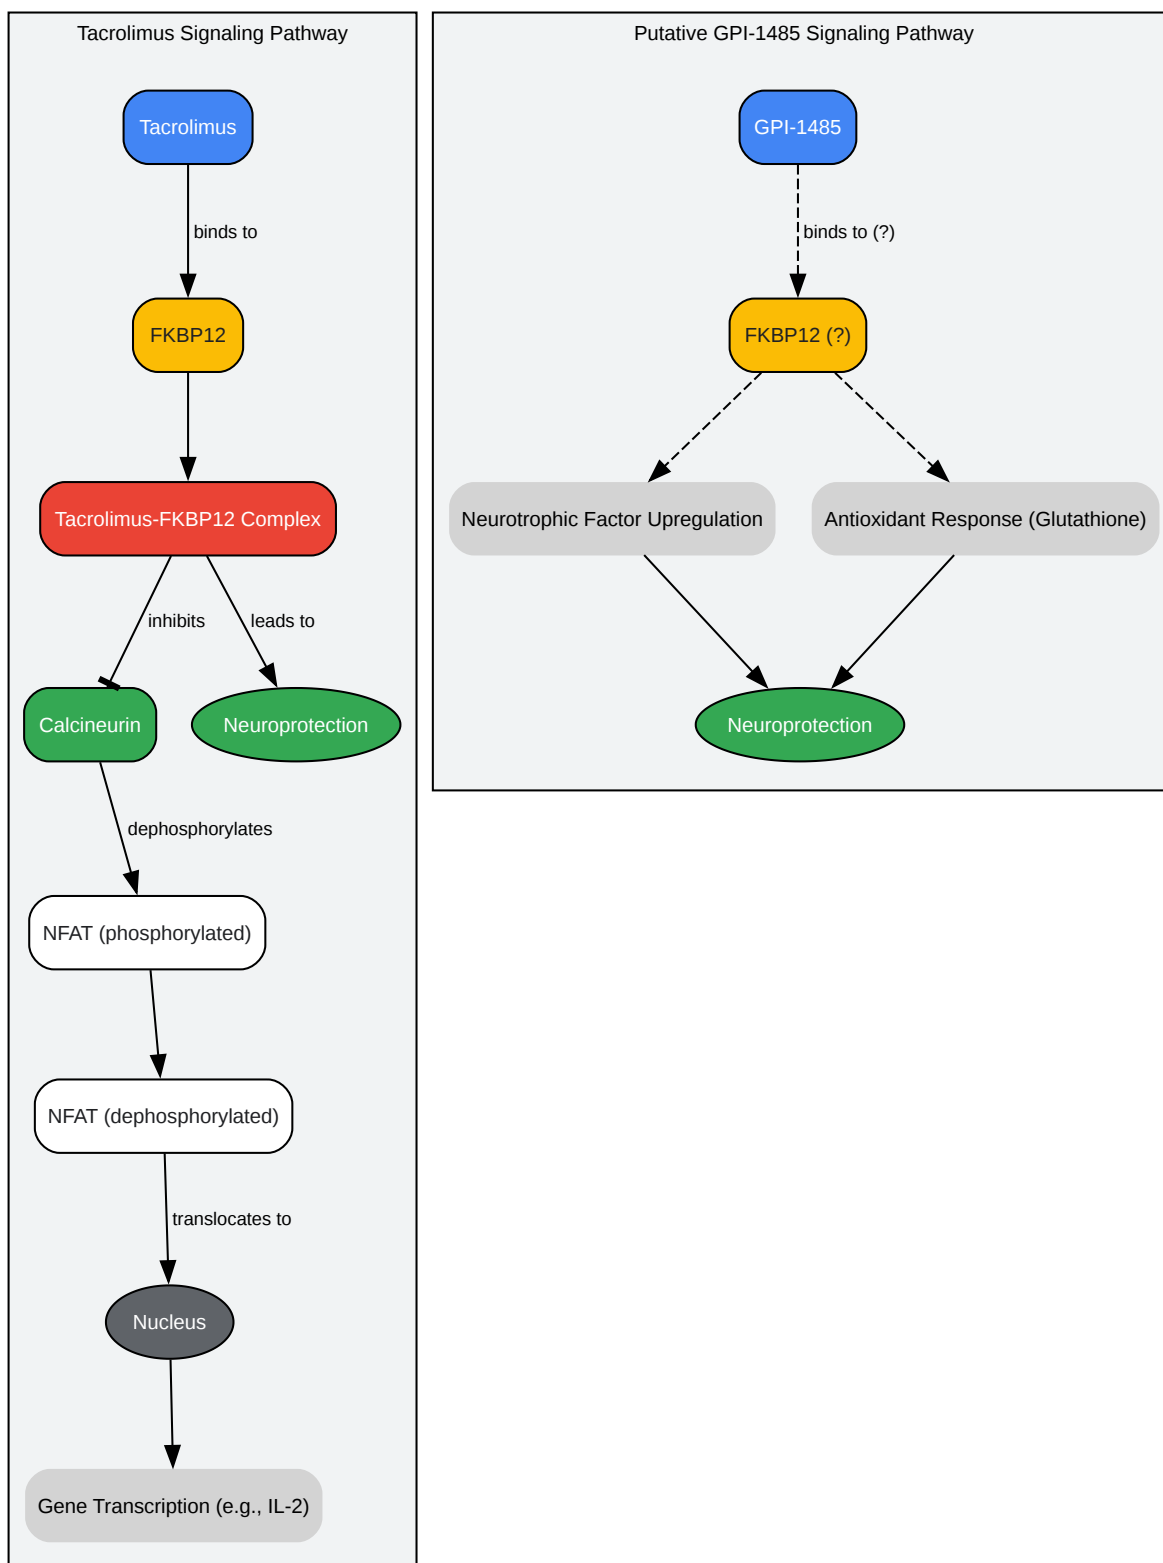 Tacrolimus Signaling Pathway
Tacrolimus
binds to
FKBP12
Tacrolimus-FKBP12 Complex
inhibits
leads to
Calcineurin
Neuroprotection
dephosphorylates
NFAT (phosphorylated)
NFAT (dephosphorylated)
translocates to
Nucleus
Gene Transcription (e.g., IL-2)
Putative GPI-1485 Signaling Pathway
GPI-1485
binds to (?)
FKBP12 (?)
Neurotrophic Factor Upregulation
Antioxidant Response (Glutathione)
Neuroprotection